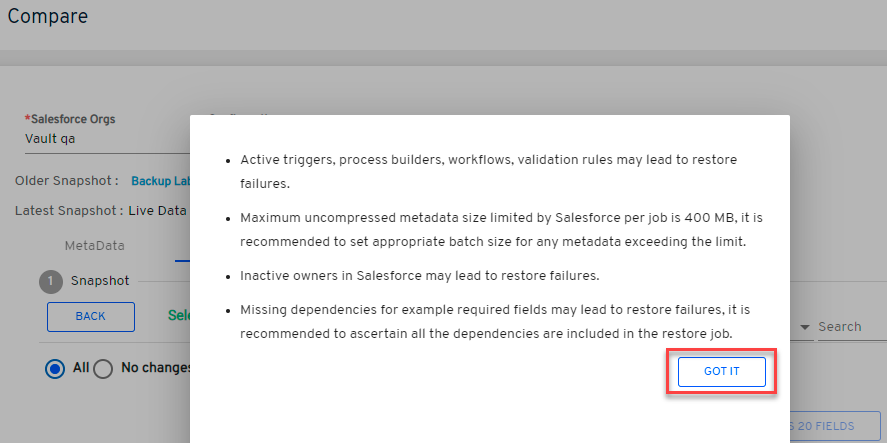 Compare
*Salesforce Orgs
Vault qa
Older Snapshot : Backup Lab
Latest Snapshot : Live Data
MetaData
1 Snapshot
BACK
Sele
Search
All No changes
• Active triggers, process builders, workflows, validation rules may lead to restore
failures.
• Maximum uncompressed metadata size limited by Salesforce per job is 400 MB, it is
recommended to set appropriate batch size for any metadata exceeding the limit.
• Inactive owners in Salesforce may lead to restore failures.
• Missing dependencies for example required fields may lead to restore failures, it is
recommended to ascertain all the dependencies are included in the restore job.
GOT IT
S 20 FIELDS